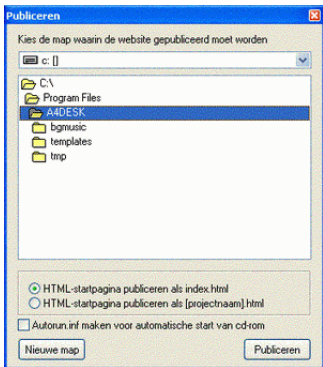 Publiceren
Kies de map waarin de website gepubliceerd moet worden
c: []
C:\
Program Files
A4DESK
bgmusic
templates
tmp
HTML-startpagina publiceren als index.html
HTML-startpagina publiceren als [projectnaam].html
Autorun.inf maken voor automatische start van cd-rom
Nieuwe map
Publiceren